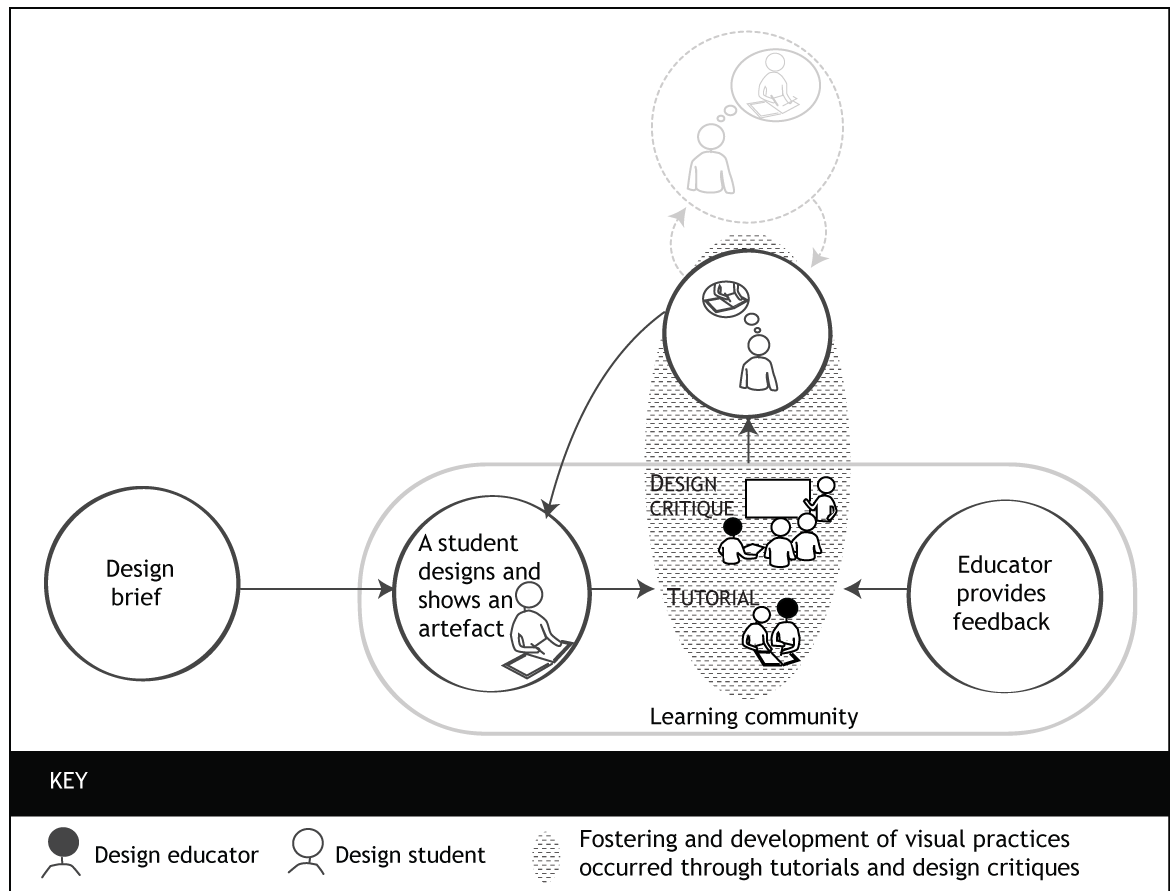 DESIGN
CRITIQUE
Design
brief
A student
designs and
shows an
artefact
TUTORIAL
Educator
provides
feedback
Learning community
KEY
Design educator
Design student
Fostering and development of visual practices
occurred through tutorials and design critiques